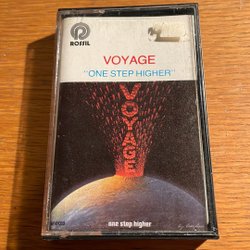 ROSSIL
VOYAGE
"ONE STEP HIGHER"
VOYAGE
one step higher